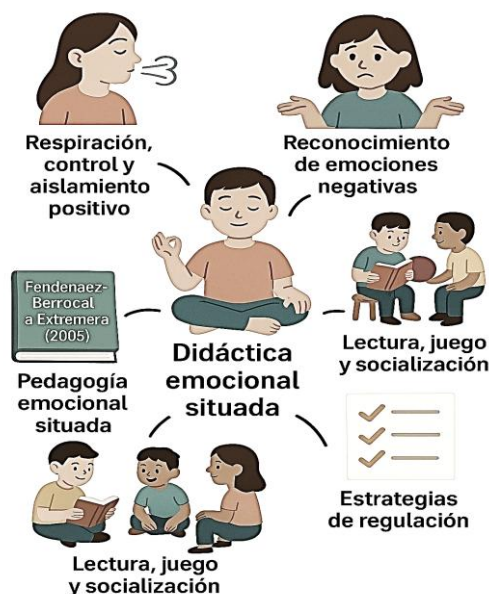 Respiración,
control y
aislamiento
positivo
Reconocimiento
de emociones
negativas
Fendenaez-
Berrocal
a Extremera
(2005)
Pedagogía
emocional
situada
Didáctica
emocional
situada
Lectura, juego
y socialización
Estrategias
de regulación
Lectura, juego
y socialización